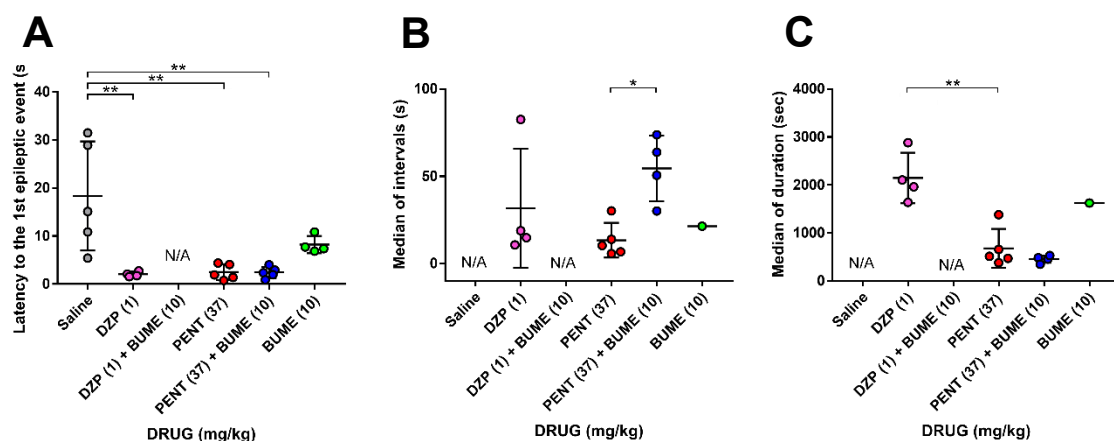 A
Latency to the 1st epileptic event (s
40
30
20
10
0
**
**
**
N/A
Saline
DZP (1)
DZP (1) + BUME (10)
PENT (37)
PENT (37) + BUME (10)
BUME (10)
DRUG (mg/kg)
B
Median of intervals (s)
100
50
0
*
N/A
N/A
Saline
DZP (1)
DZP (1) + BUME (10)
PENT (37)
PENT (37) + BUME (10)
BUME (10)
DRUG (mg/kg)
C
Median of duration (sec)
4000
3000
2000
1000
0
**
N/A
N/A
Saline
DZP (1)
DZP (1) + BUME (10)
PENT (37)
PENT (37) + BUME (10)
BUME (10)
DRUG (mg/kg)